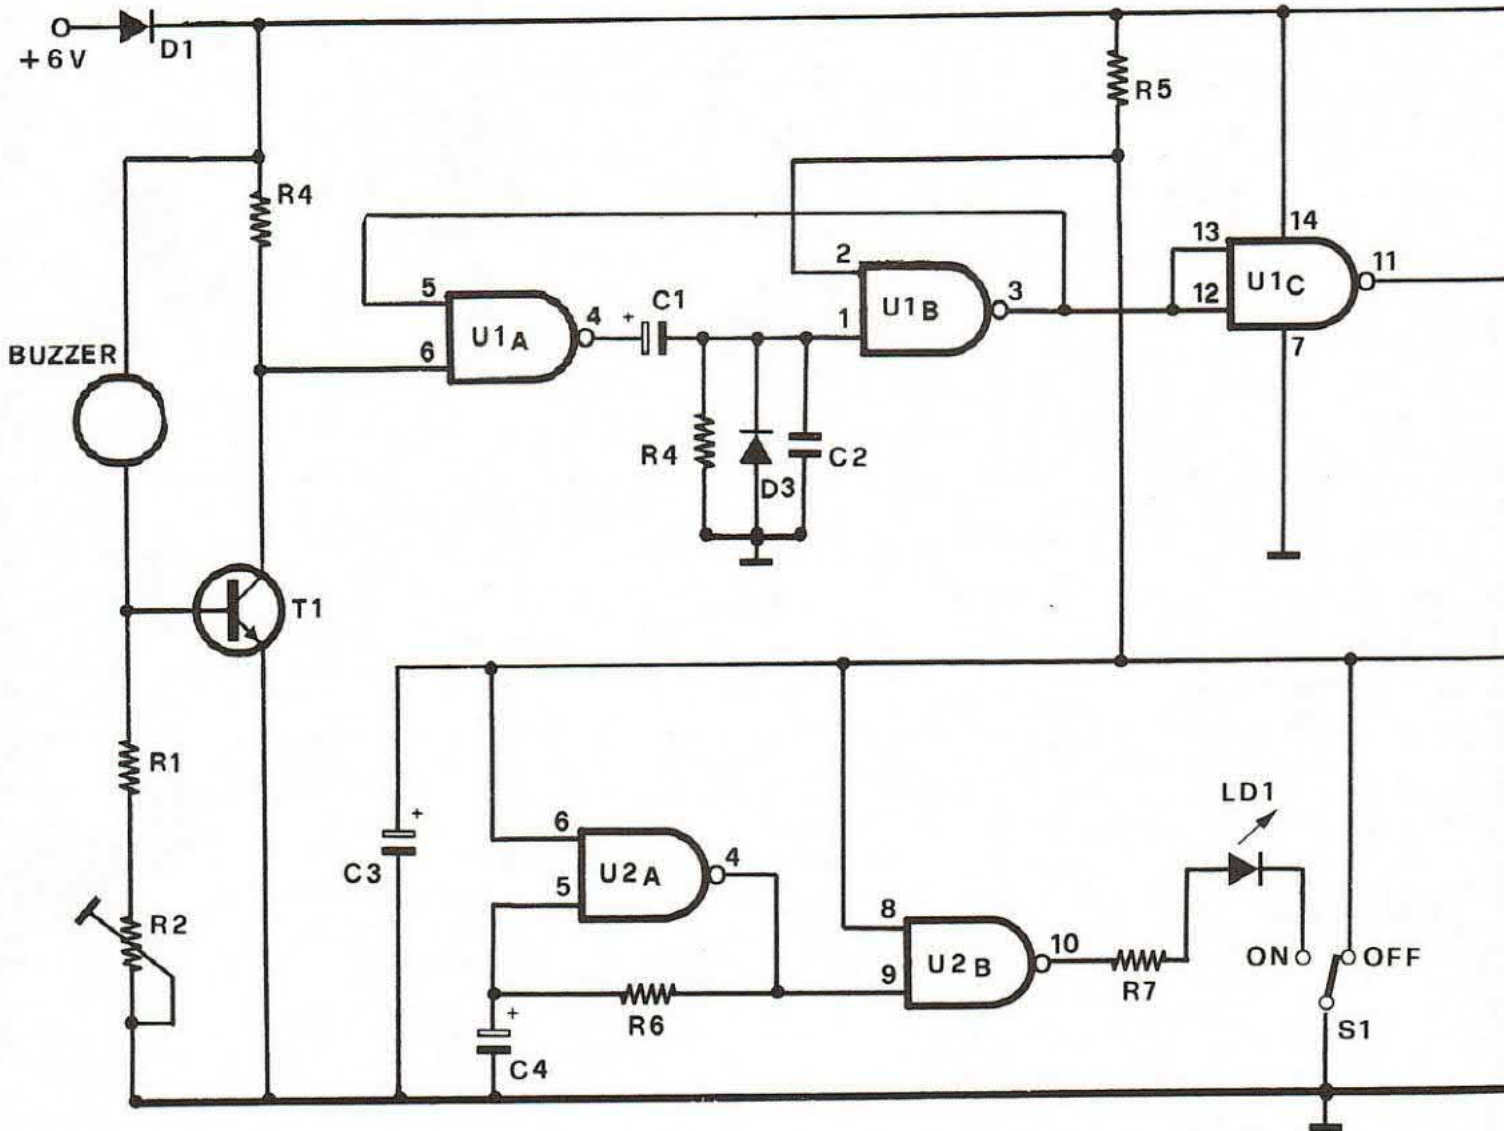 +6V
D1
R5
R4
14
13
11
2
U1C
5
C1
U1B
3
12
4
+
1
U1A
BUZZER
6
7
R4
C2
D3
T1
R1
LD1
+
6
4
C3
U2A
5
8
R2
10
U2B
ON
OFF
9
R7
+
R6
S1
C4